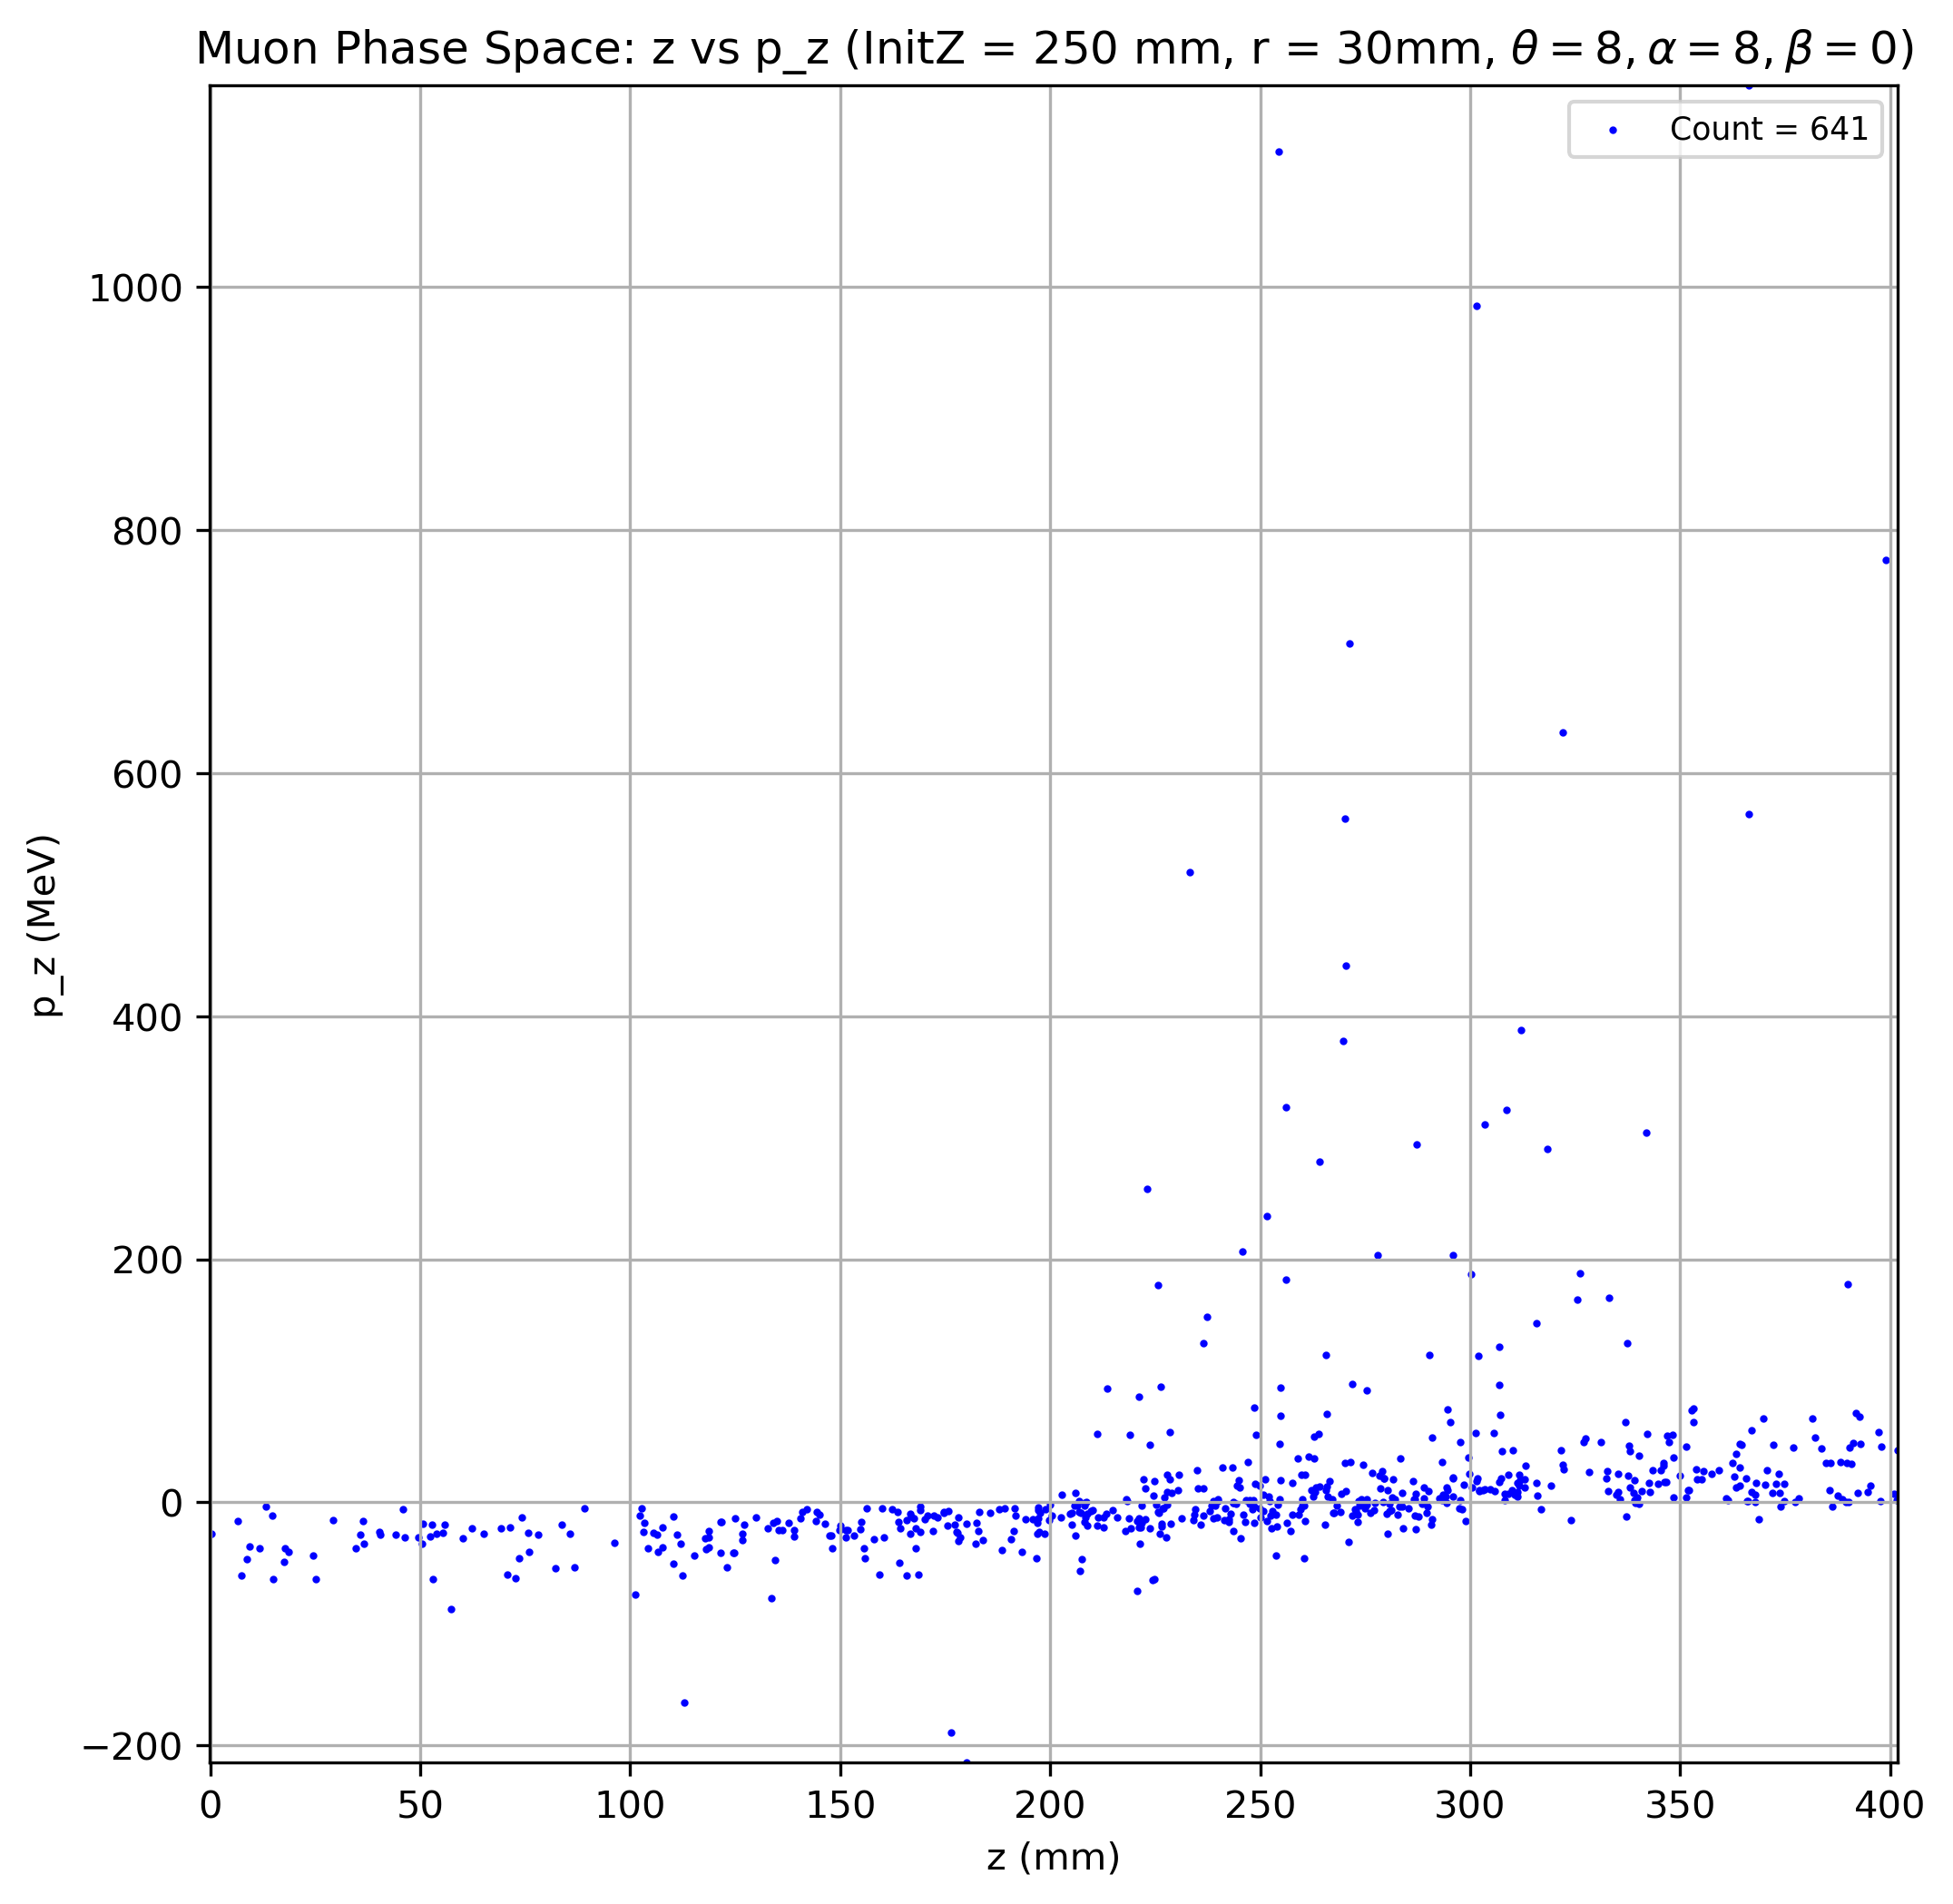 Muon Phase Space: z vs p_z (InitZ = 250 mm, r = 30mm, θ = 8, α = 8, β = 0)
Count = 641
1000
800
600
400
200
0
−200
p_z (MeV)
0 50 100 150 200 250 300 350 400
z (mm)